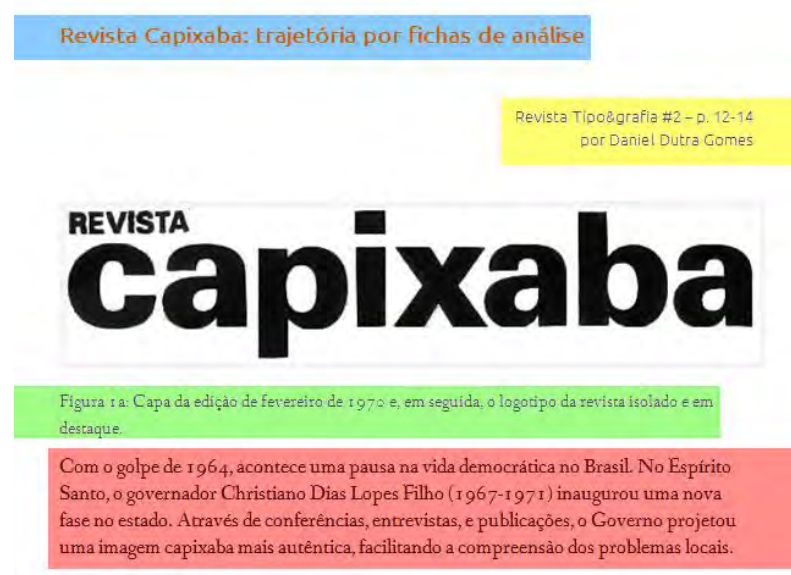 Revista Capixaba: trajetória por fichas de análise
Revista Tipo&grafia #2 – p. 12-14
por Daniel Dutra Gomes
REVISTA
capixaba
Figura 1a: Capa da edição de fevereiro de 1970 e, em seguida, o logotipo da revista isolado e em
destaque.
Com o golpe de 1964, acontece uma pausa na vida democrática no Brasil. No Espírito
Santo, o governador Christiano Dias Lopes Filho (1967-1971) inaugurou uma nova
fase no estado. Através de conferências, entrevistas, e publicações, o Governo projetou
uma imagem capixaba mais autêntica, facilitando a compreensão dos problemas locais.